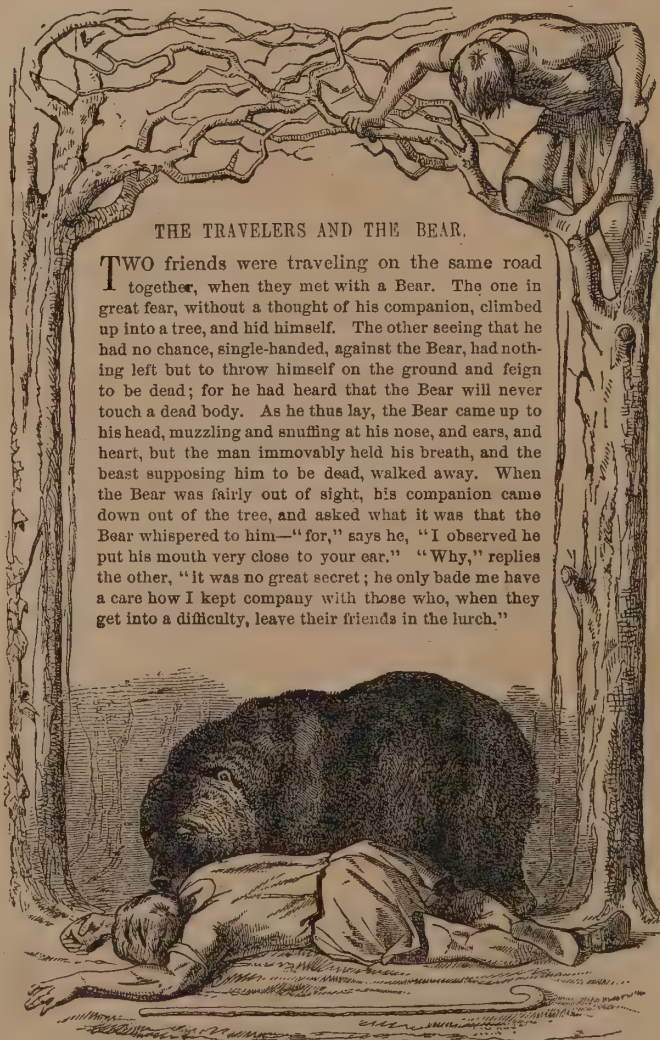 THE TRAVELERS AND THE BEAR.
TWO friends were traveling on the same road
together, when they met with a Bear. The one in
great fear, without a thought of his companion, climbed
up into a tree, and hid himself. The other seeing that he
had no chance, single-handed, against the Bear, had noth-
ing left but to throw himself on the ground and feign
to be dead; for he had heard that the Bear will never
touch a dead body. As he thus lay, the Bear came up to
his head, muzzling and snuffing at his nose, and ears, and
heart, but the man immovably held his breath, and the
beast supposing him to be dead, walked away. When
the Bear was fairly out of sight, his companion came
down out of the tree, and asked what it was that the
Bear whispered to him—“for,” says he, “I observed he
put his mouth very close to your ear.” “Why,” replies
the other, “it was no great secret; he only bade me have
a care how I kept company with those who, when they
get into a difficulty, leave their friends in the lurch.”